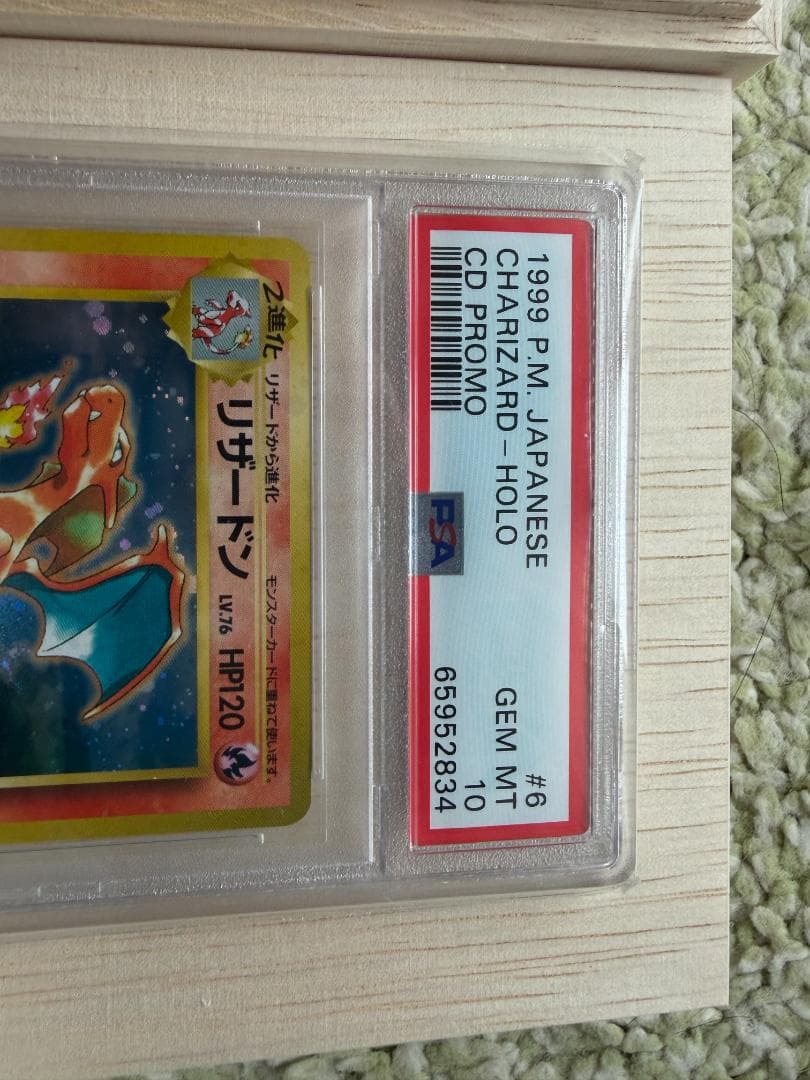 1999 P.M. JAPANESE #6
CHARIZARD-HOLO GEM MT
CD PROMO 10
65952834
PSA
2進化 リザードから進化 モンスターカードに重ねて使います。
リザードン LV.76 HP120